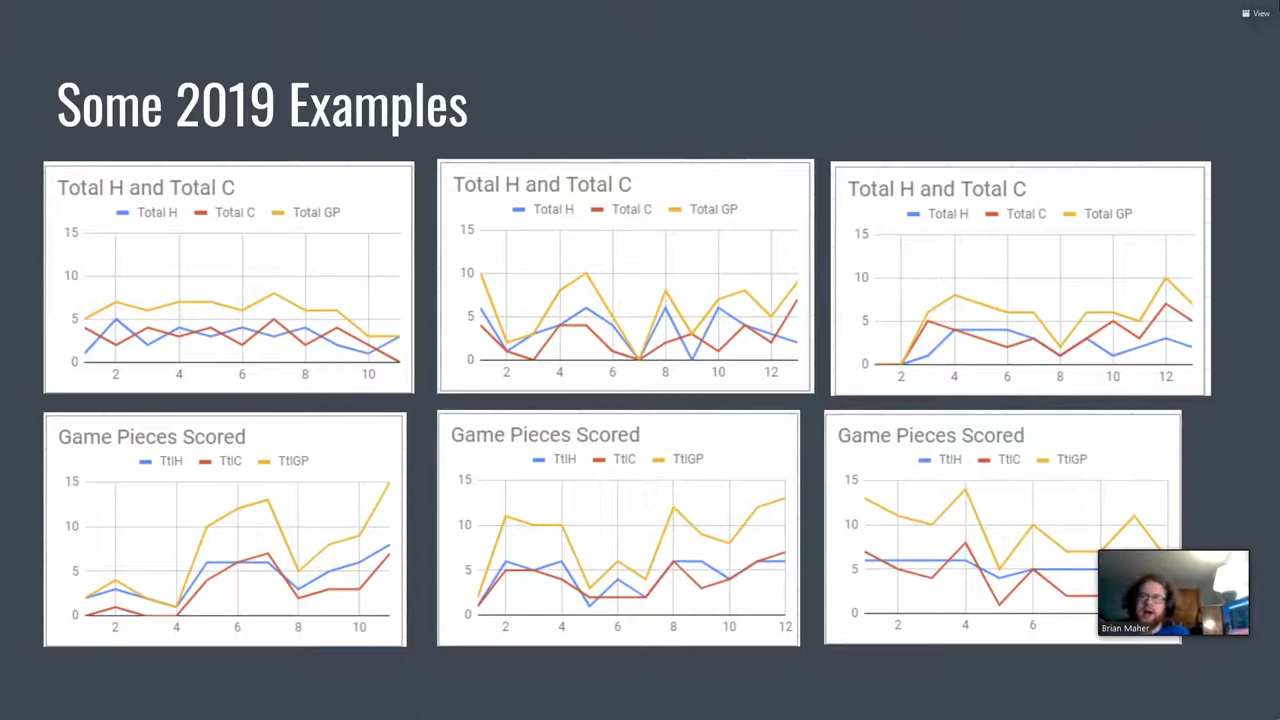 View
Some 2019 Examples
Total H and Total C
Total H Total C Total GP
15
10
5
0
2 4 6 8 10
Total H and Total C
Total H Total C Total GP
15
10
5
0
2 4 6 8 10 12
Total H and Total C
Total H Total C Total GP
15
10
5
0
2 4 6 8 10 12
Game Pieces Scored
TtlH TtlC TtlGP
15
10
5
0
2 4 6 8 10
Game Pieces Scored
TtlH TtlC TtlGP
15
10
5
0
2 4 6 8 10 12
Game Pieces Scored
TtlH TtlC TtlGP
15
10
5
0
2 4 6
Brian Maher